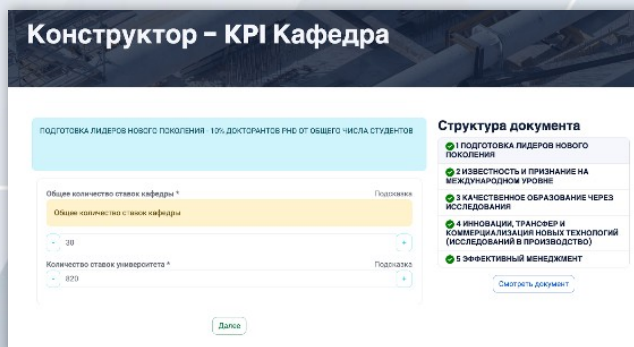 Конструктор – KPI Кафедра
ПОДГОТОВКА ЛИДЕРОВ НОВОГО ПОКОЛЕНИЯ - 10% ДОКТОРАНТОВ PHD ОТ ОБЩЕГО ЧИСЛА СТУДЕНТОВ
Общее количество ставок кафедры *
Подсказка
Общее количество ставок кафедры
- 38 +
Количество ставок университета *
Подсказка
- 820 +
Далее
Структура документа
1 ПОДГОТОВКА ЛИДЕРОВ НОВОГО
ПОКОЛЕНИЯ
2 ИЗВЕСТНОСТЬ И ПРИЗНАНИЕ НА
МЕЖДУНАРОДНОМ УРОВНЕ
3 КАЧЕСТВЕННОЕ ОБРАЗОВАНИЕ ЧЕРЕЗ
ИССЛЕДОВАНИЯ
4 ИННОВАЦИИ, ТРАНСФЕР И
КОММЕРЦИАЛИЗАЦИЯ НОВЫХ ТЕХНОЛОГИЙ
(ИССЛЕДОВАНИЙ В ПРОИЗВОДСТВО)
5 ЭФФЕКТИВНЫЙ МЕНЕДЖМЕНТ
Смотреть документ